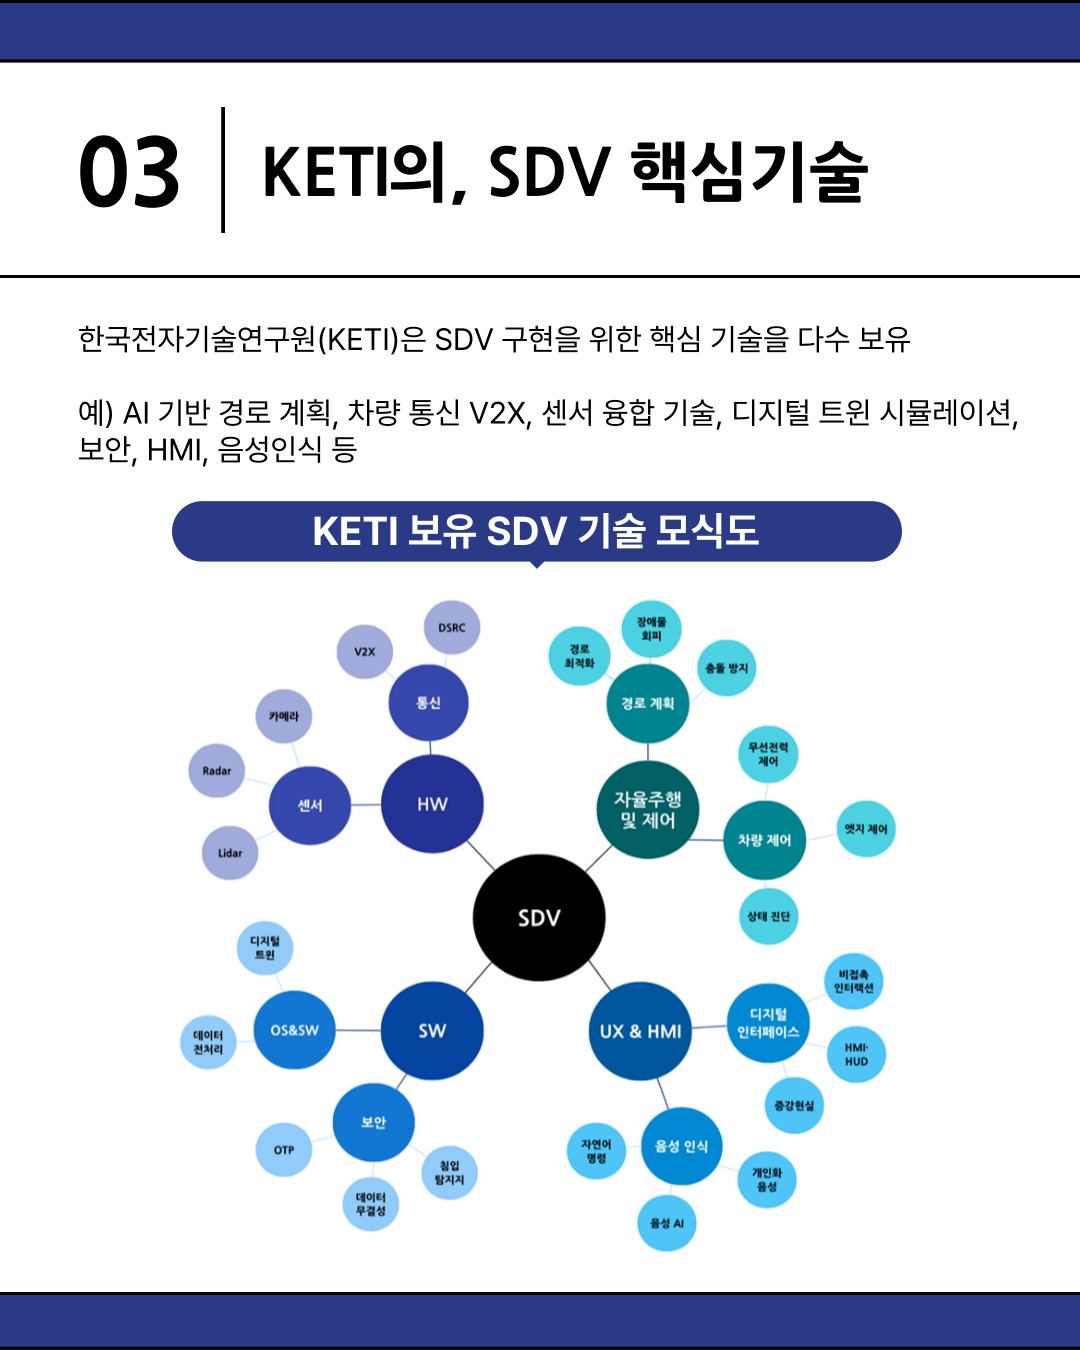 03
KETI의, SDV 핵심기술
한국전자기술연구원(KETI)은 SDV 구현을 위한 핵심 기술을 다수 보유
예) AI 기반 경로 계획, 차량 통신 V2X, 센서 융합 기술, 디지털 트윈 시뮬레이션,
보안, HMI, 음성인식 등
KETI 보유 SDV 기술 모식도
SDV
HW
통신
V2X
DSRC
센서
카메라
Radar
Lidar
자율주행
및 제어
경로 계획
경로
최적화
장애물
회피
충돌 방지
차량 제어
무선전력
제어
엣지 제어
상태 진단
SW
OS&SW
디지털
트윈
데이터
전처리
보안
OTP
데이터
무결성
침입
탐지지
UX & HMI
디지털
인터페이스
비접촉
인터랙션
HMI·
HUD
증강현실
음성 인식
자연어
명령
음성 AI
개인화
음성